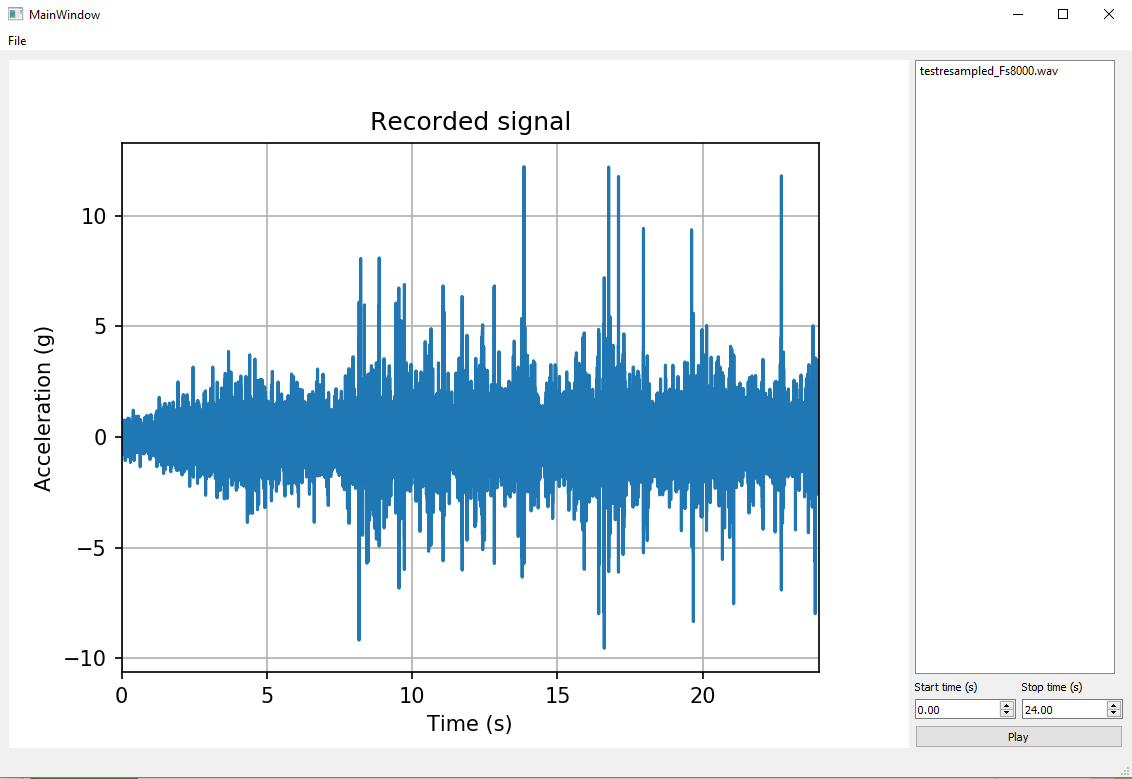 MainWindow
File
Recorded signal
Acceleration (g)
10
5
0
−5
−10
0 5 10 15 20
Time (s)
testresampled_Fs8000.wav
Start time (s) Stop time (s)
0.00 24.00
Play